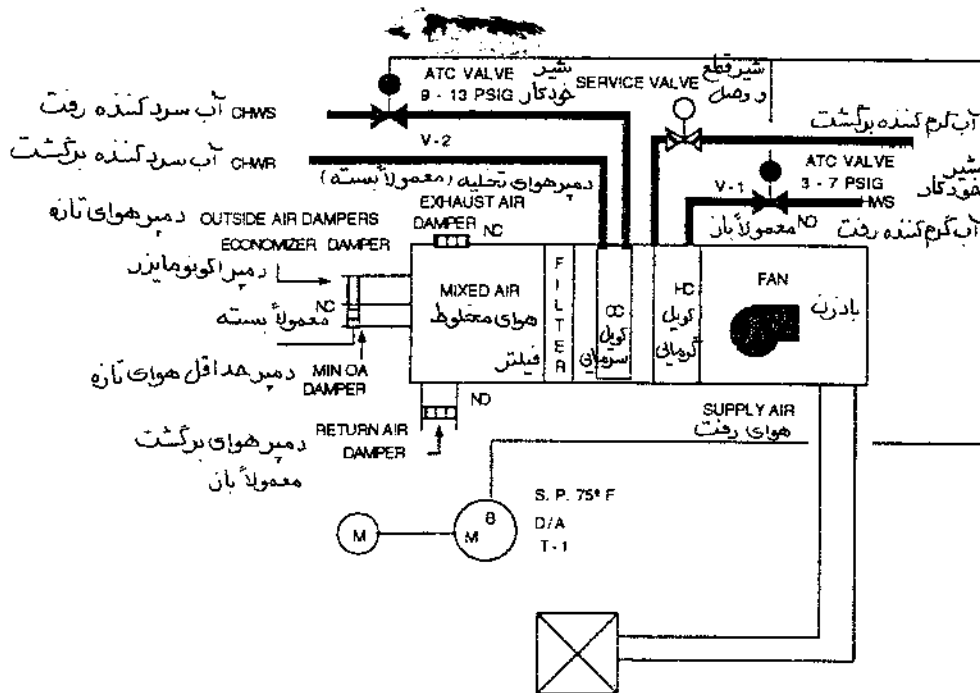 ATC VALVE
9 - 13 PSIG
شیر
خودکار
SERVICE VALVE
شیر قطع
و وصل
آب سرد کننده رفت CHWS
آب گرم کننده برگشت
V-2
آب سرد کننده برگشت CHWR
ATC VALVE
3 - 7 PSIG
شیر
خودکار
V-1
HWS
NO
معمولاً باز
آب گرم کننده رفت
دمپر هوای تخلیه (معمولاً بسته)
EXHAUST AIR
DAMPER
NC
دمپر هوای تازه OUTSIDE AIR DAMPERS
ECONOMIZER DAMPER
دمپر اکونومایزر
NC
معمولاً بسته
MIXED AIR
هوای مخلوط
FILTER
فیلتر
CC
کویل
سرمایی
HC
کویل
گرمایی
FAN
بادزن
دمپر حداقل هوای تازه
MIN OA
DAMPER
NO
RETURN AIR
DAMPER
دمپر هوای برگشت
معمولاً باز
SUPPLY AIR
هوای رفت
S. P. 75° F
D/A
T-1
M
M